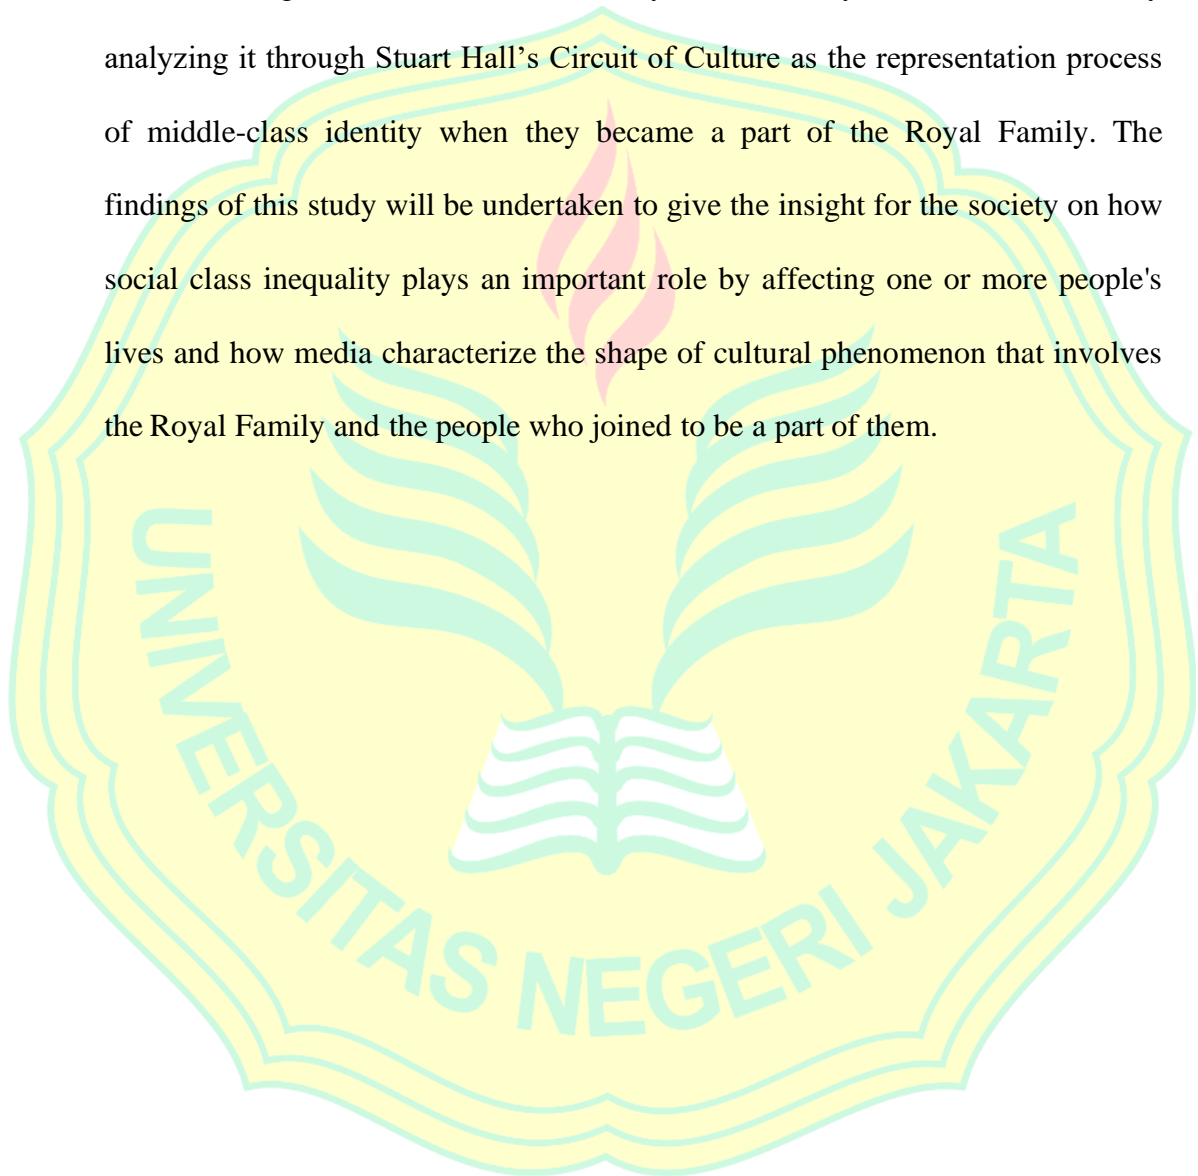 analyzing it through Stuart Hall’s Circuit of Culture as the representation process
of middle-class identity when they became a part of the Royal Family. The
findings of this study will be undertaken to give the insight for the society on how
social class inequality plays an important role by affecting one or more people's
lives and how media characterize the shape of cultural phenomenon that involves
the Royal Family and the people who joined to be a part of them.
UNIVERSITAS NEGERI JAKARTA